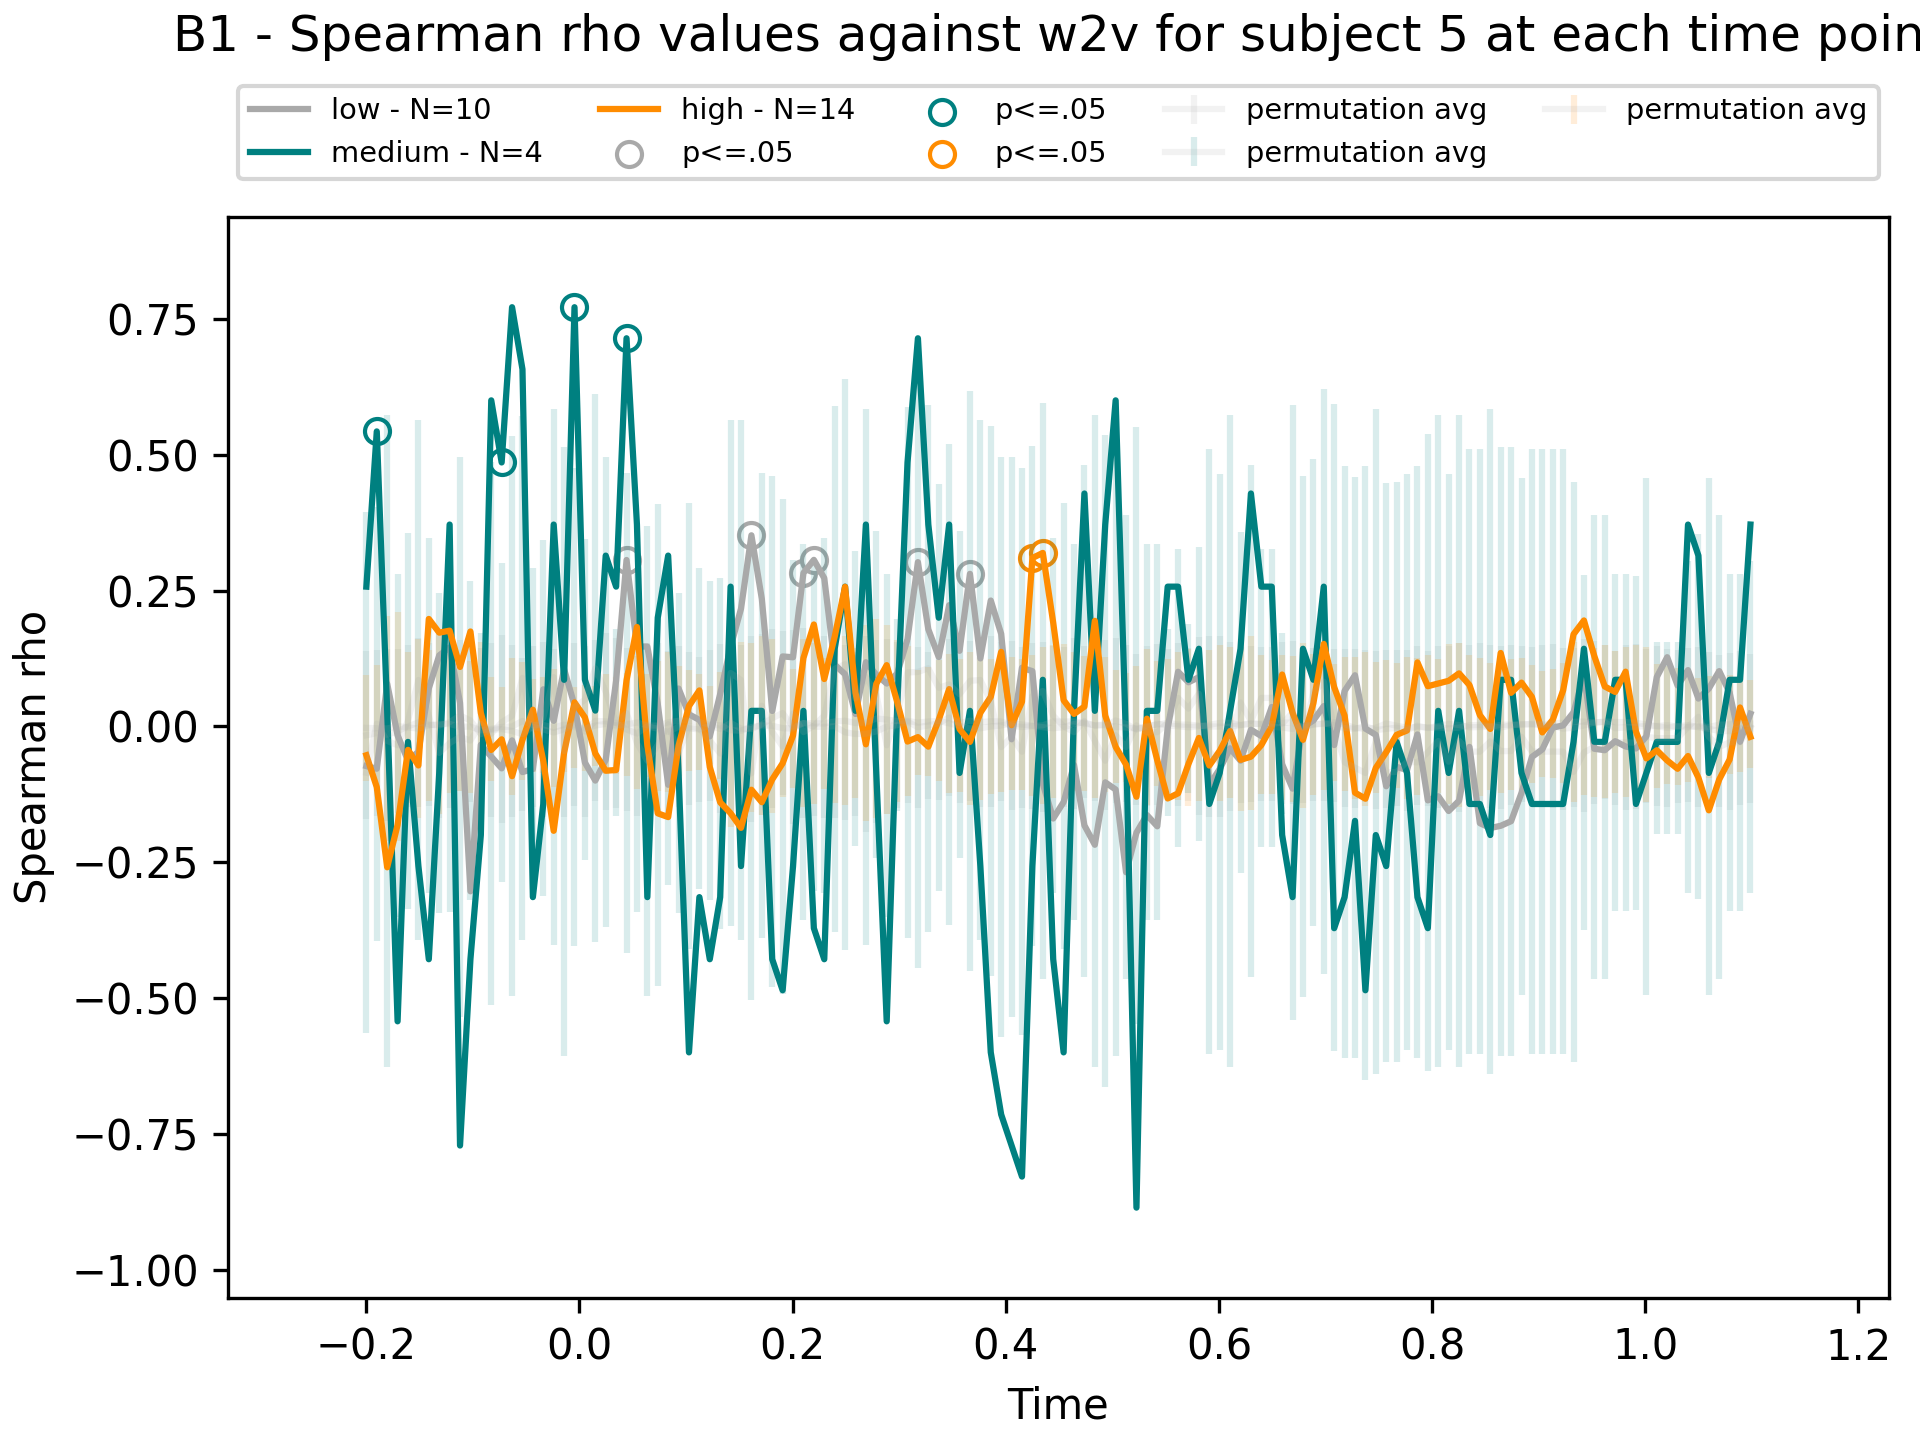 B1 - Spearman rho values against w2v for subject 5 at each time poin
low - N=10
medium - N=4
high - N=14
p<=.05
p<=.05
p<=.05
permutation avg
permutation avg
permutation avg
Spearman rho
0.75
0.50
0.25
0.00
−0.25
−0.50
−0.75
−1.00
−0.2 0.0 0.2 0.4 0.6 0.8 1.0 1.2
Time